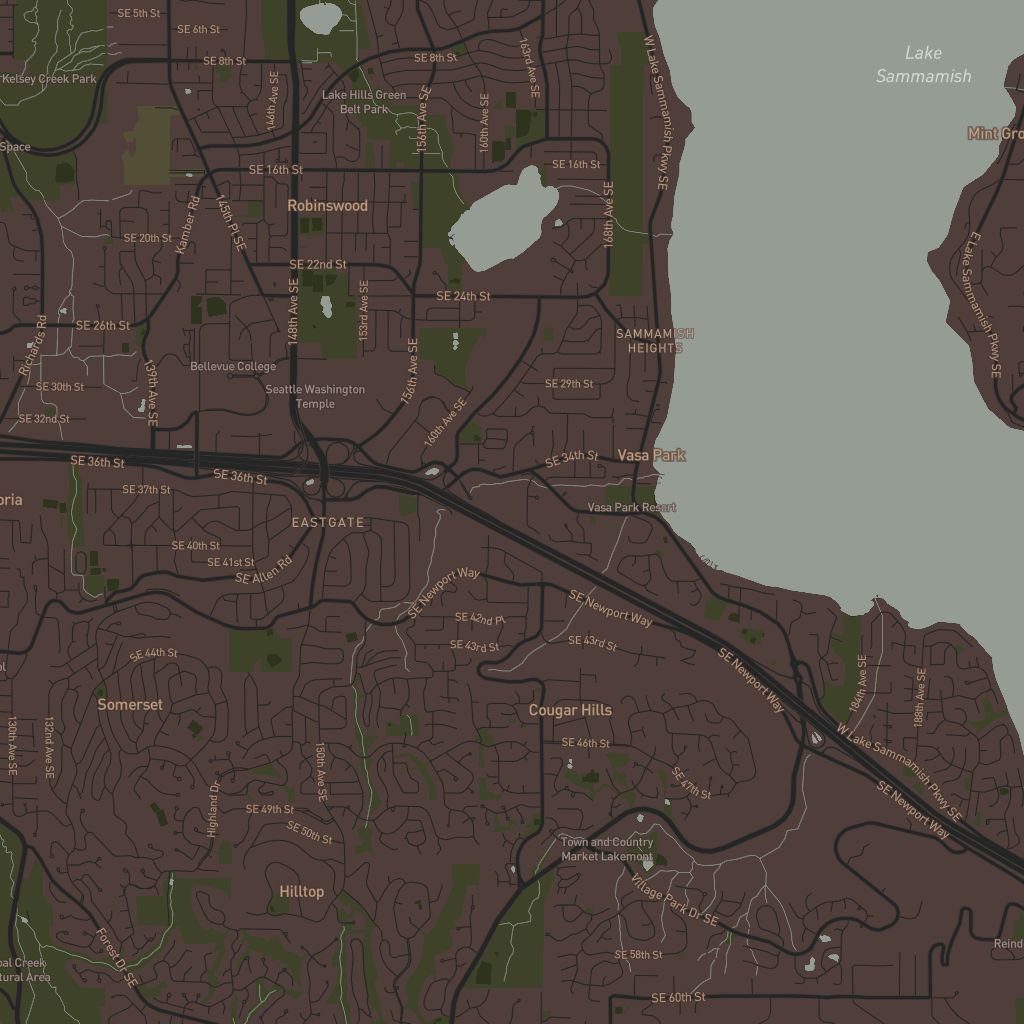 SE 5th St
SE 6th St
Lake
Sammamish
SE 8th St
SE 8th St
163rd Ave SE
W Lake Sammamish Pkwy SE
Kelsey Creek Park
146th Ave SE
Lake Hills Green
Belt Park
156th Ave SE
160th Ave SE
Space
SE 16th St
SE 16th St
Robinswood
145th Pl SE
Kamber Rd
168th Ave SE
SE 20th St
E Lake Sammamish Pkwy SE
SE 22nd St
148th Ave SE
153rd Ave SE
SE 24th St
SE 26th St
Richards Rd
139th Ave SE
SAMMAMISH
HEIGHTS
Bellevue College
156th Ave SE
SE 30th St
Seattle Washington
Temple
SE 29th St
SE 32nd St
160th Ave SE
SE 34th St
Vasa Park
SE 36th St
SE 36th St
SE 37th St
Vasa Park Resort
EASTGATE
SE 40th St
SE 41st St
SE Allen Rd
SE Newport Way
SE Newport Way
SE 42nd Pl
SE 43rd St
SE 43rd St
SE 44th St
SE Newport Way
184th Ave SE
188th Ave SE
Somerset
Cougar Hills
130th Ave SE
132nd Ave SE
SE 46th St
W Lake Sammamish Pkwy SE
150th Ave SE
SE 47th St
SE Newport Way
Highland Dr
SE 49th St
SE 50th St
Town and Country
Market Lakemont
Hilltop
Village Park Dr SE
Forest Dr SE
SE 58th St
SE 60th St